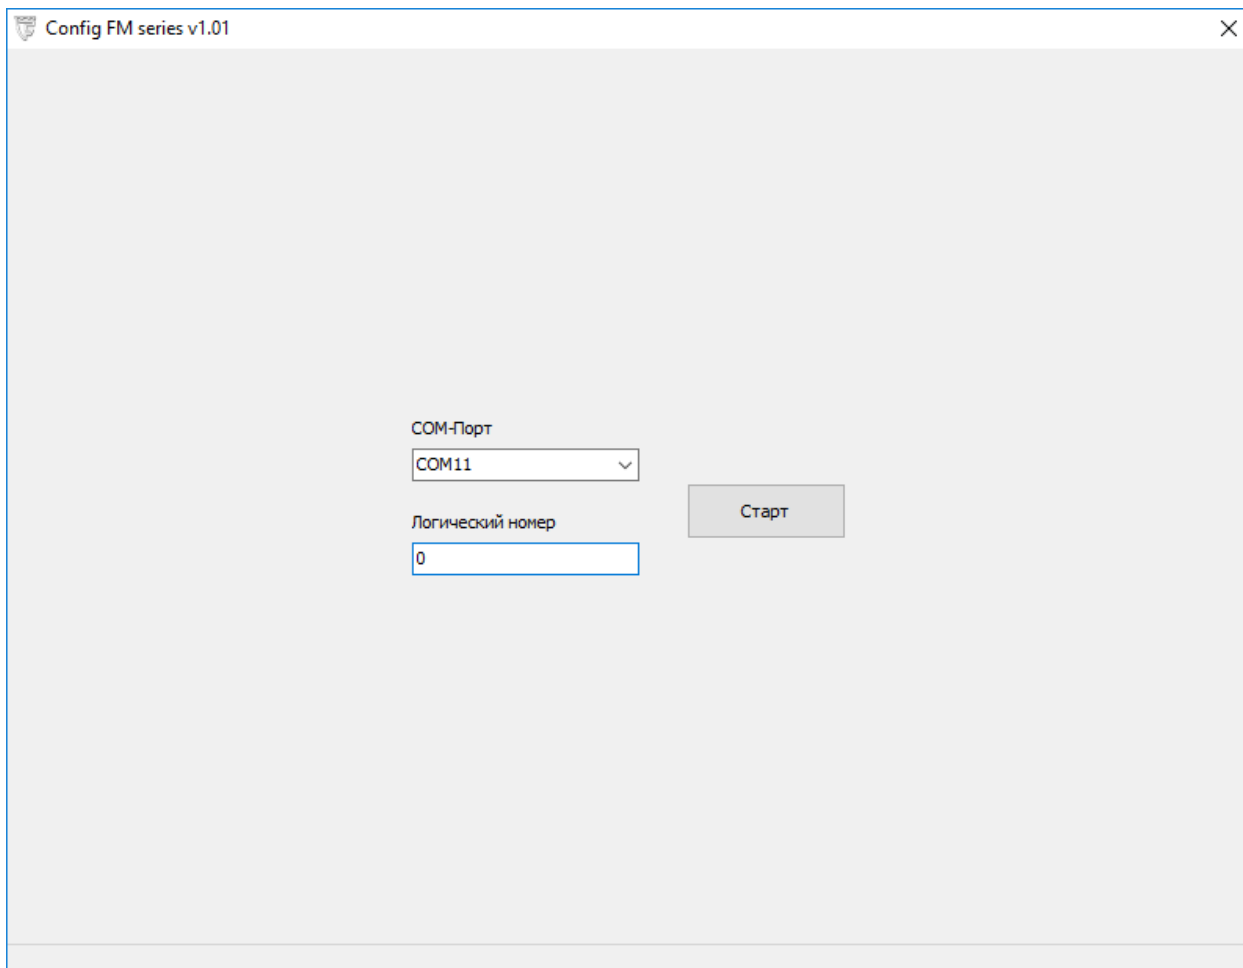 Config FM series v1.01
COM-Порт
COM11
Старт
Логический номер
0